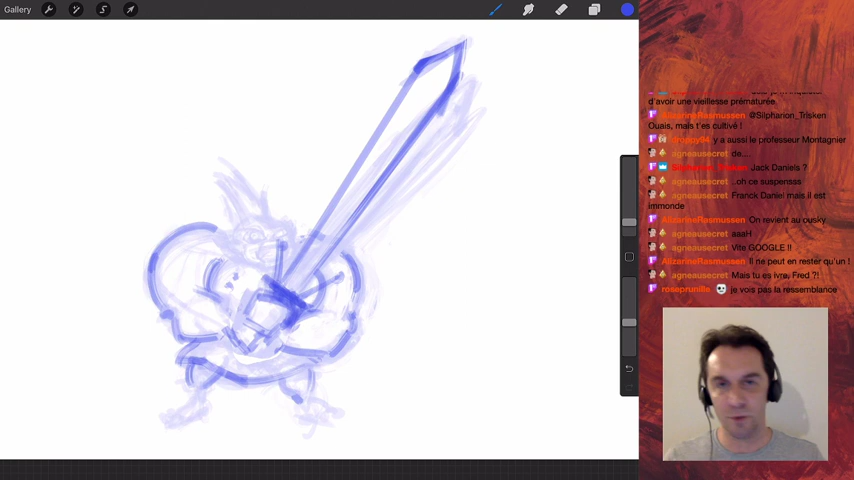 Gallery
d'avoir une vieillesse prématurée.
AlizarineRasmussen @Silpharion_Trisken
Ouais, mais t'es cultivé !
y a aussi le professeur Montagnier
agneausecret de....
Jack Daniels ?
agneausecret ..oh ce suspensas
agneausecret Franck Daniel mais il est
immonde
AlizarineRasmussen On revient au ousky
agneausecret aaaH
agneausecret Vite GOOGLE !!
AlizarineRasmussen Il ne peut en rester qu'un !
agneausecret Mais tu es ivre, Fred ?!
roseprunille je vois pas la ressemblance